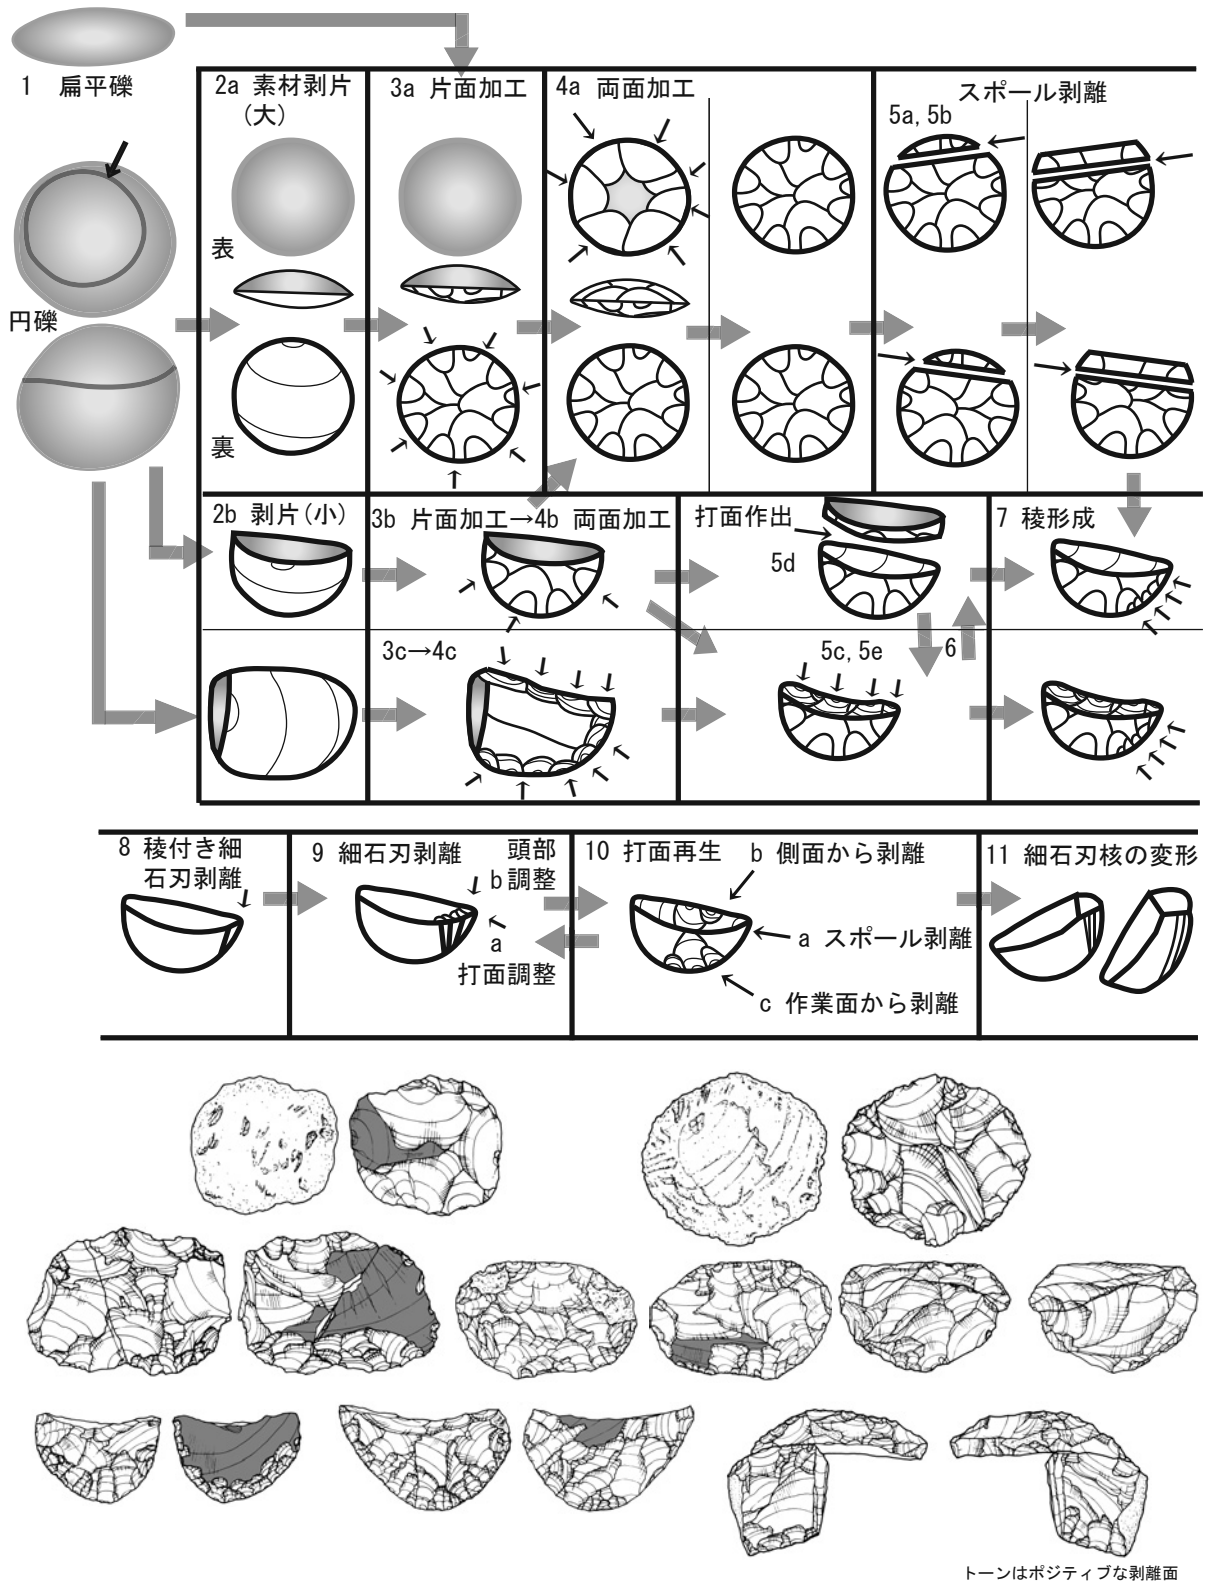 1 扁平礫
円礫
2a 素材剥片
(大)
表
裏
3a 片面加工
4a 両面加工
スポール剥離
5a, 5b
2b 剥片(小)
3b 片面加工→4b 両面加工
打面作出
5d
7 稜形成
3c→4c
5c, 5e
6
8 稜付き細
石刃剥離
9 細石刃剥離
頭部
b 調整
a
打面調整
10 打面再生
b 側面から剥離
a スポール剥離
c 作業面から剥離
11 細石刃核の変形
トーンはポジティブな剥離面